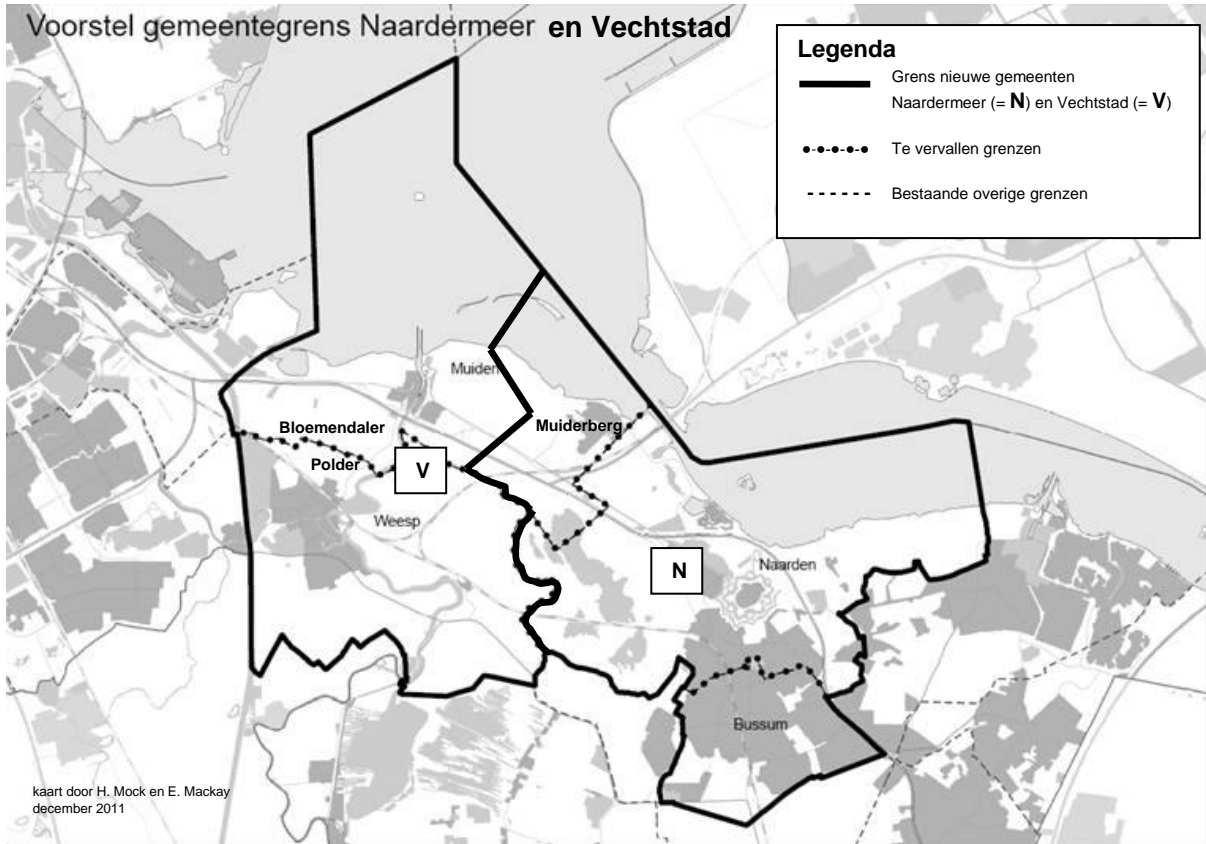 Voorstel gemeentegrens Naardermeer en Vechtstad
Legenda
Grens nieuwe gemeenten
Naardermeer (= N) en Vechtstad (= V)
Te vervallen grenzen
Bestaande overige grenzen
Muiden
Bloemendaler
Polder
Muiderberg
V
Weesp
N
Naarden
Bussum
kaart door H. Mock en E. Mackay
december 2011